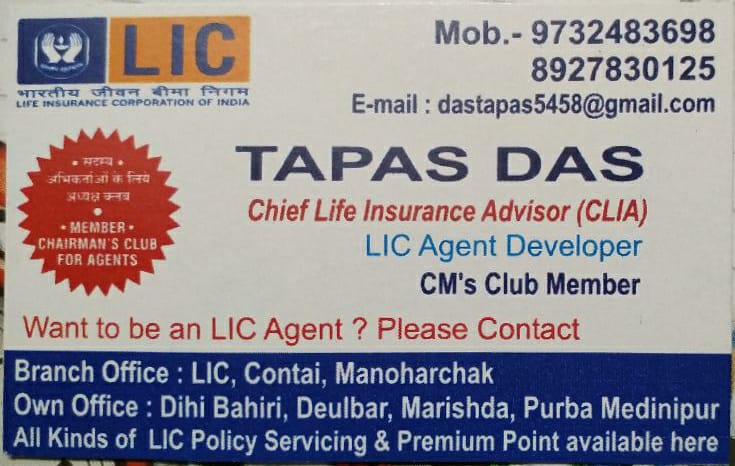 LIC
भारतीय जीवन बीमा निगम
LIFE INSURANCE CORPORATION OF INDIA
Mob.- 9732483698
8927830125
E-mail : dastapas5458@gmail.com
• सदस्य •
अभिकर्ताओं के लिये
अध्यक्ष क्लब
•
• MEMBER •
CHAIRMAN'S CLUB
FOR AGENTS
TAPAS DAS
Chief Life Insurance Advisor (CLIA)
LIC Agent Developer
CM's Club Member
Want to be an LIC Agent ? Please Contact
Branch Office : LIC, Contai, Manoharchak
Own Office : Dihi Bahiri, Deulbar, Marishda, Purba Medinipur
All Kinds of LIC Policy Servicing & Premium Point available here